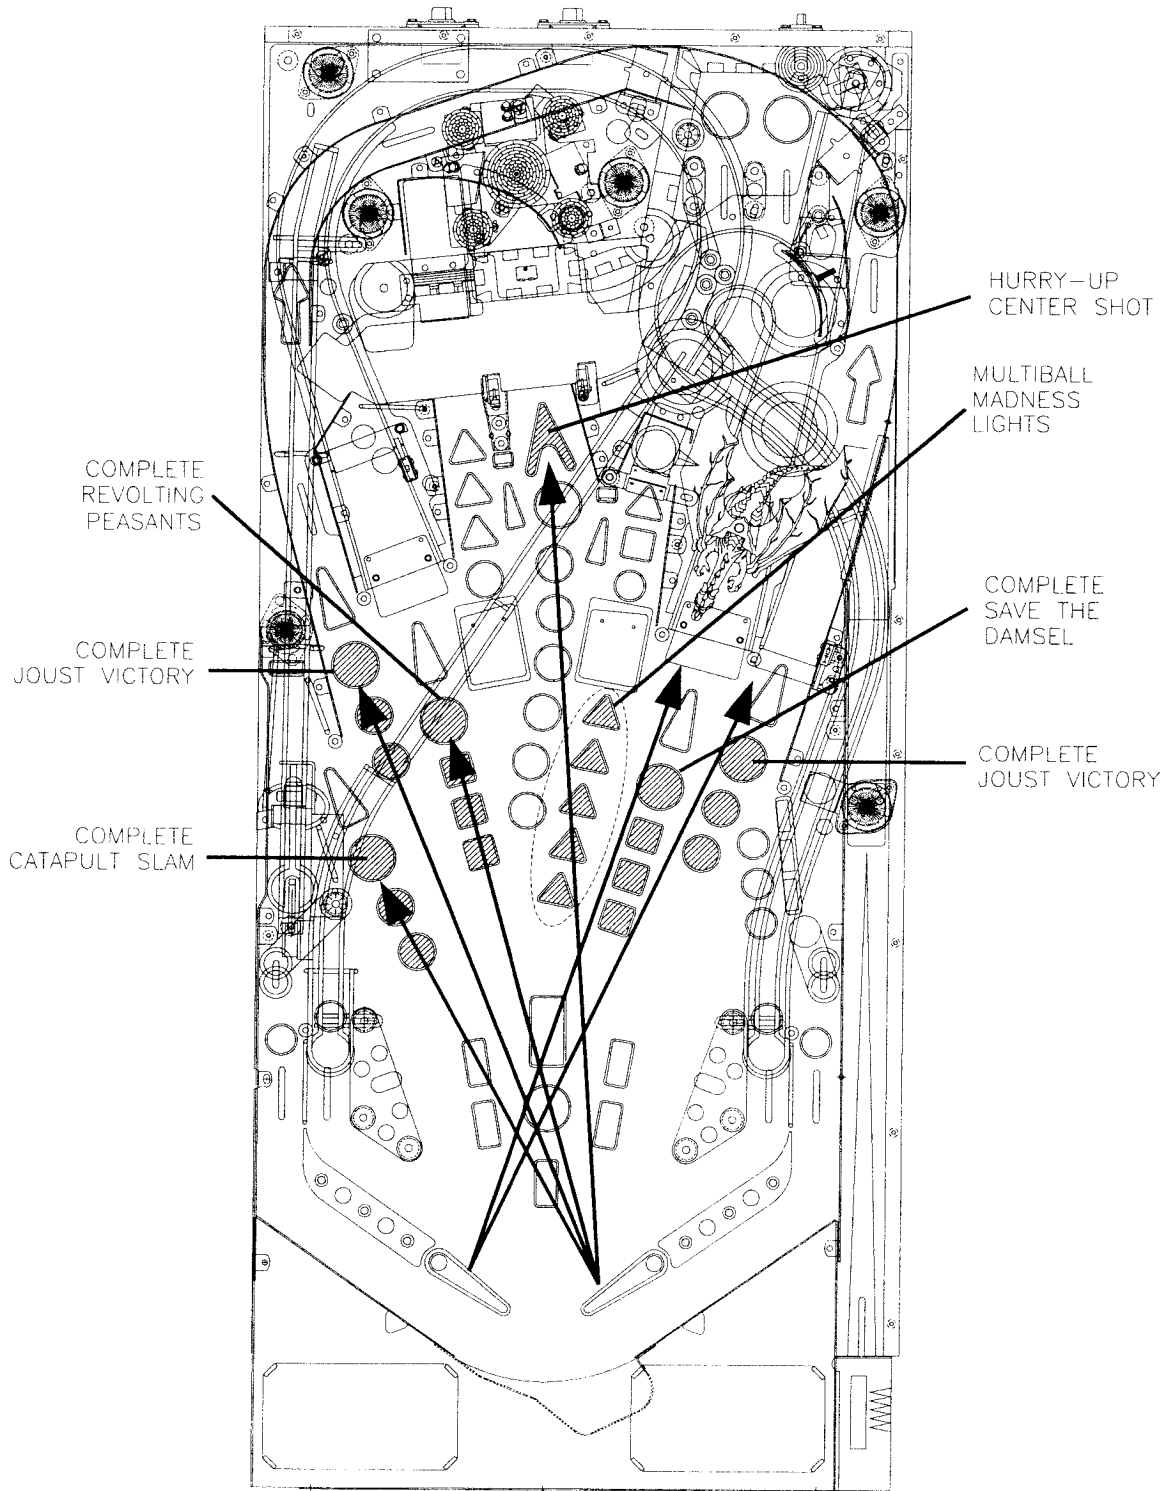 HURRY-UP
CENTER SHOT
MULTIBALL
MADNESS
LIGHTS
COMPLETE
REVOLTING
PEASANTS
COMPLETE
SAVE THE
DAMSEL
COMPLETE
JOUST VICTORY
COMPLETE
JOUST VICTORY
COMPLETE
CATAPULT SLAM